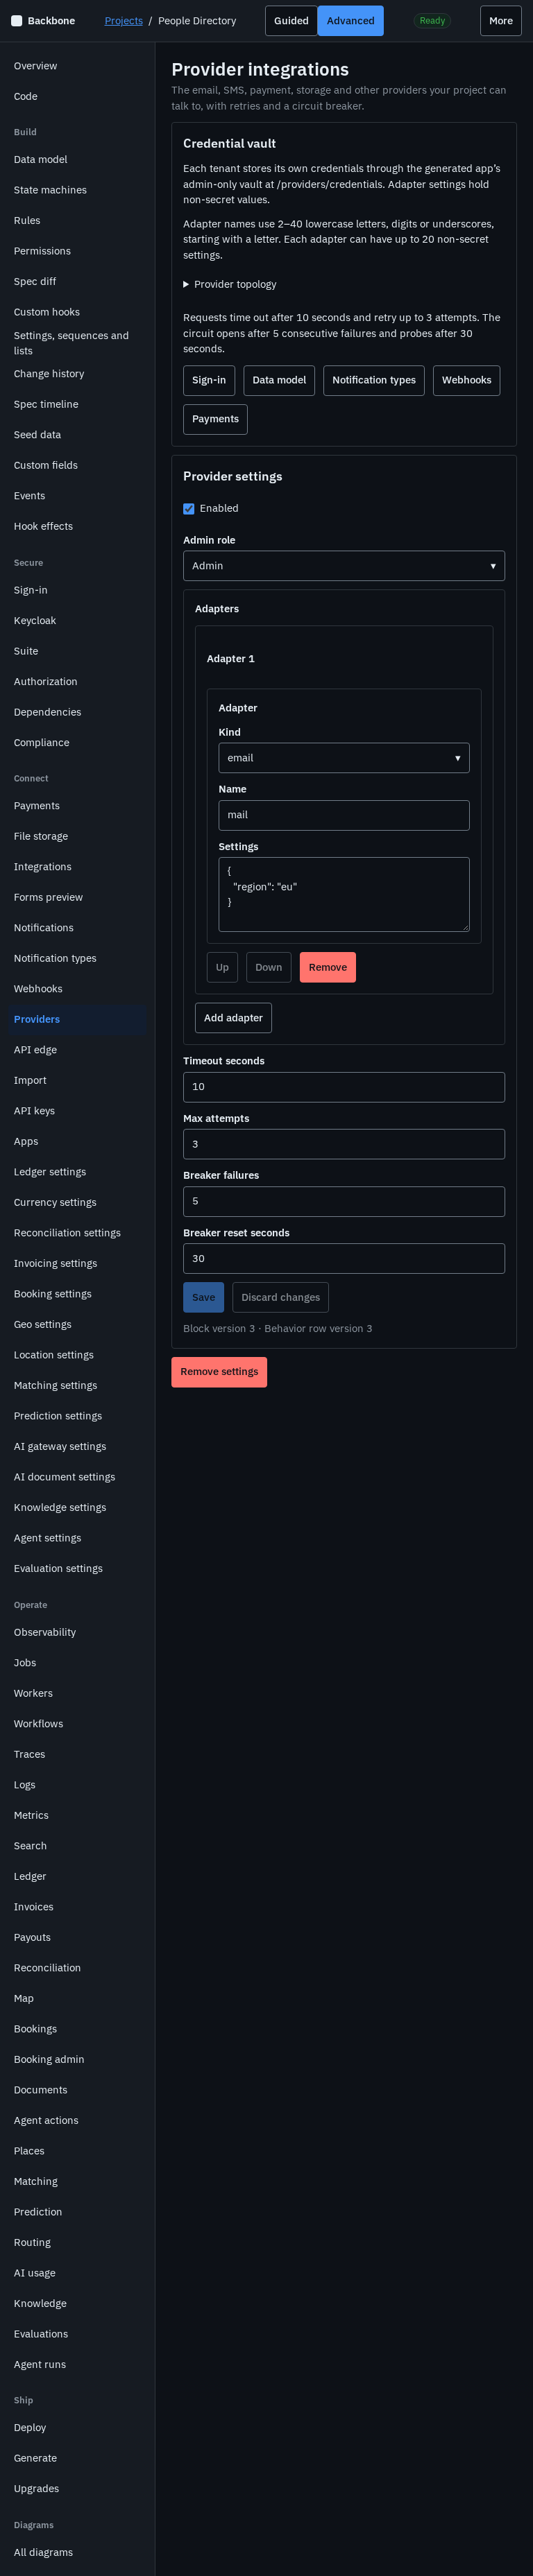 Backbone
Projects / People Directory
Guided
Advanced
Ready
More
Overview
Code
Build
Data model
State machines
Rules
Permissions
Spec diff
Custom hooks
Settings, sequences and
lists
Change history
Spec timeline
Seed data
Custom fields
Events
Hook effects
Secure
Sign-in
Keycloak
Suite
Authorization
Dependencies
Compliance
Connect
Payments
File storage
Integrations
Forms preview
Notifications
Notification types
Webhooks
Providers
API edge
Import
API keys
Apps
Ledger settings
Currency settings
Reconciliation settings
Invoicing settings
Booking settings
Geo settings
Location settings
Matching settings
Prediction settings
AI gateway settings
AI document settings
Knowledge settings
Agent settings
Evaluation settings
Operate
Observability
Jobs
Workers
Workflows
Traces
Logs
Metrics
Search
Ledger
Invoices
Payouts
Reconciliation
Map
Bookings
Booking admin
Documents
Agent actions
Places
Matching
Prediction
Routing
AI usage
Knowledge
Evaluations
Agent runs
Ship
Deploy
Generate
Upgrades
Diagrams
All diagrams
Provider integrations
The email, SMS, payment, storage and other providers your project can
talk to, with retries and a circuit breaker.
Credential vault
Each tenant stores its own credentials through the generated app's
admin-only vault at /providers/credentials. Adapter settings hold
non-secret values.
Adapter names use 2–40 lowercase letters, digits or underscores,
starting with a letter. Each adapter can have up to 20 non-secret
settings.
▶ Provider topology
Requests time out after 10 seconds and retry up to 3 attempts. The
circuit opens after 5 consecutive failures and probes after 30
seconds.
Sign-in
Data model
Notification types
Webhooks
Payments
Provider settings
Enabled
Admin role
Admin
Adapters
Adapter 1
Adapter
Kind
email
Name
mail
Settings
{
"region": "eu"
}
Up
Down
Remove
Add adapter
Timeout seconds
10
Max attempts
3
Breaker failures
5
Breaker reset seconds
30
Save
Discard changes
Block version 3 · Behavior row version 3
Remove settings